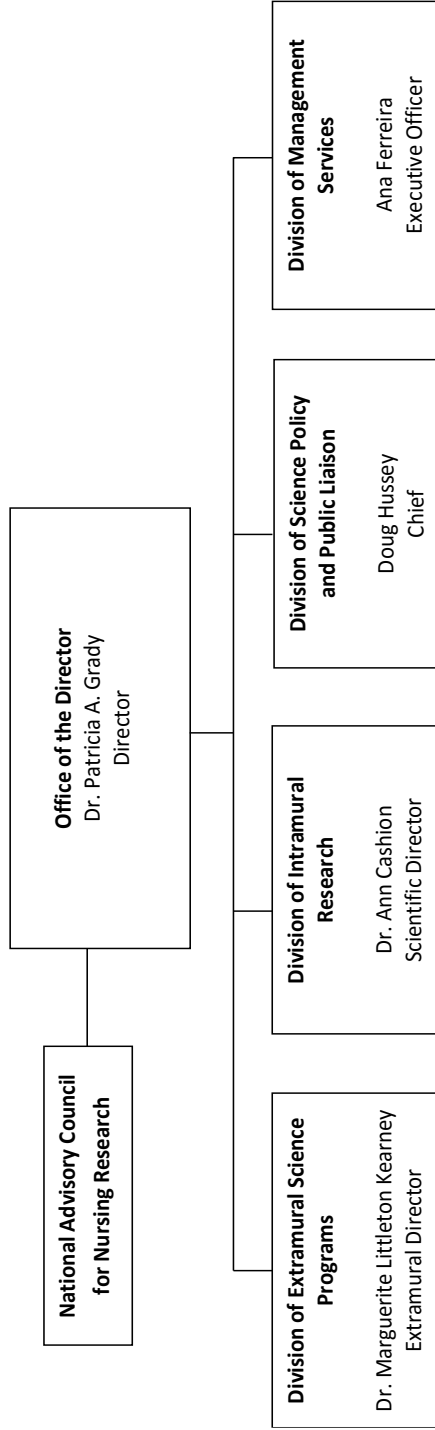 Office of the Director
Dr. Patricia A. Grady
Director
National Advisory Council
for Nursing Research
Division of Extramural Science
Programs
Dr. Marguerite Littleton Kearney
Extramural Director
Division of Intramural
Research
Dr. Ann Cashion
Scientific Director
Division of Science Policy
and Public Liaison
Doug Hussey
Chief
Division of Management
Services
Ana Ferreira
Executive Officer